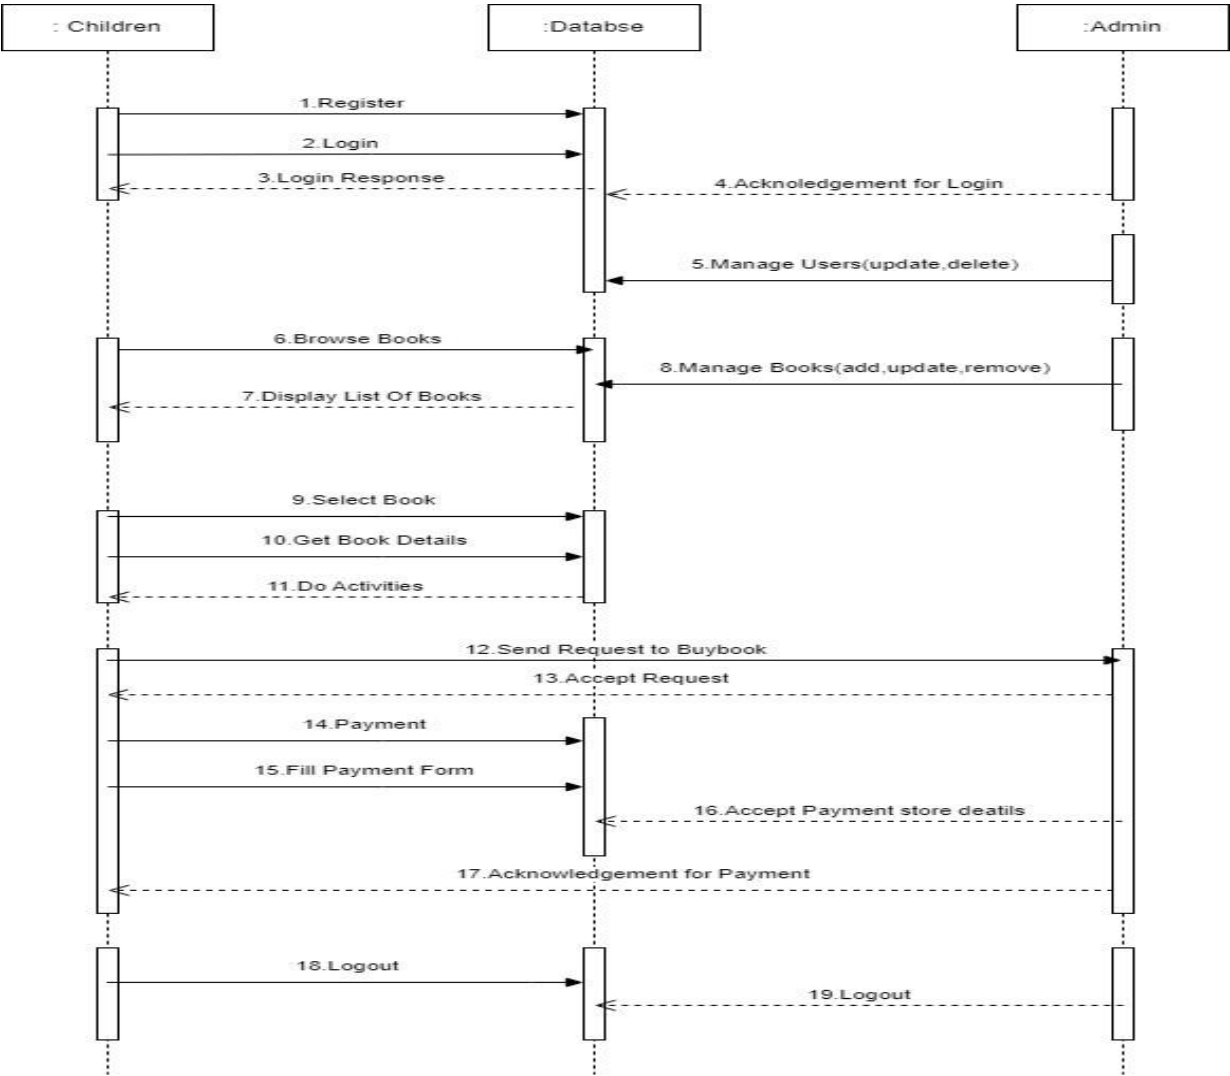 : Children
:Databse
:Admin
1.Register
2.Login
3.Login Response
4.Acknoledgement for Login
5.Manage Users(update,delete)
6.Browse Books
8.Manage Books(add,update,remove)
7.Display List Of Books
9.Select Book
10.Get Book Details
11.Do Activities
12.Send Request to Buybook
13.Accept Request
14.Payment
15.Fill Payment Form
16.Accept Payment store deatils
17.Acknowledgement for Payment
18.Logout
19.Logout